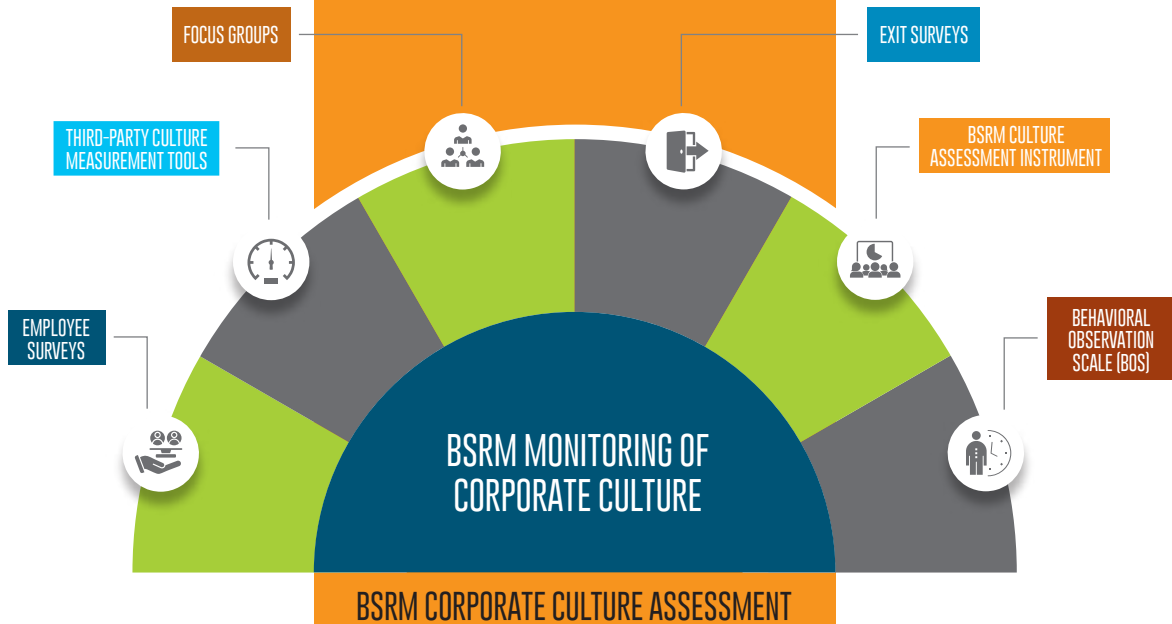 FOCUS GROUPS
EXIT SURVEYS
THIRD-PARTY CULTURE
MEASUREMENT TOOLS
BSRM CULTURE
ASSESSMENT INSTRUMENT
EMPLOYEE
SURVEYS
BEHAVIORAL
OBSERVATION
SCALE (BOS)
BSRM MONITORING OF
CORPORATE CULTURE
BSRM CORPORATE CULTURE ASSESSMENT